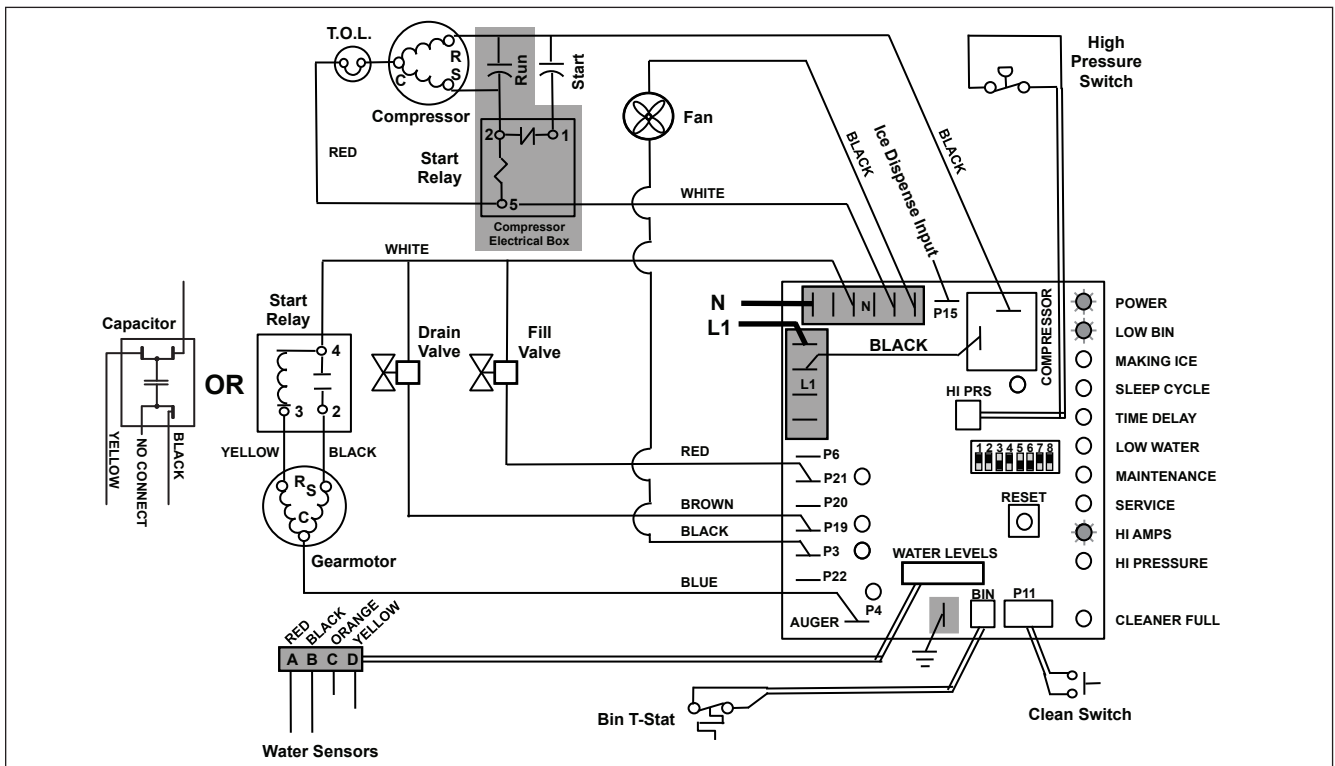 T.O.L.
R
S
C
Compressor
Run
Start
2
1
5
Start
Relay
Compressor
Electrical Box
RED
WHITE
Fan
BLACK
Ice Dispense Input
BLACK
High
Pressure
Switch
WHITE
Capacitor
YELLOW
NO CONNECT
BLACK
OR
Start
Relay
4
3
2
YELLOW
BLACK
R
S
C
Gearmotor
Drain
Valve
Fill
Valve
N
L1
N
P15
L1
BLACK
COMPRESSOR
HI PRS
1 2 3 4 5 6 7 8
RESET
RED
P6
P21
P20
BROWN
P19
BLACK
P3
P22
BLUE
P4
AUGER
WATER LEVELS
BIN
P11
POWER
LOW BIN
MAKING ICE
SLEEP CYCLE
TIME DELAY
LOW WATER
MAINTENANCE
SERVICE
HI AMPS
HI PRESSURE
CLEANER FULL
RED
BLACK
ORANGE
YELLOW
A B C D
Water Sensors
Bin T-Stat
Clean Switch